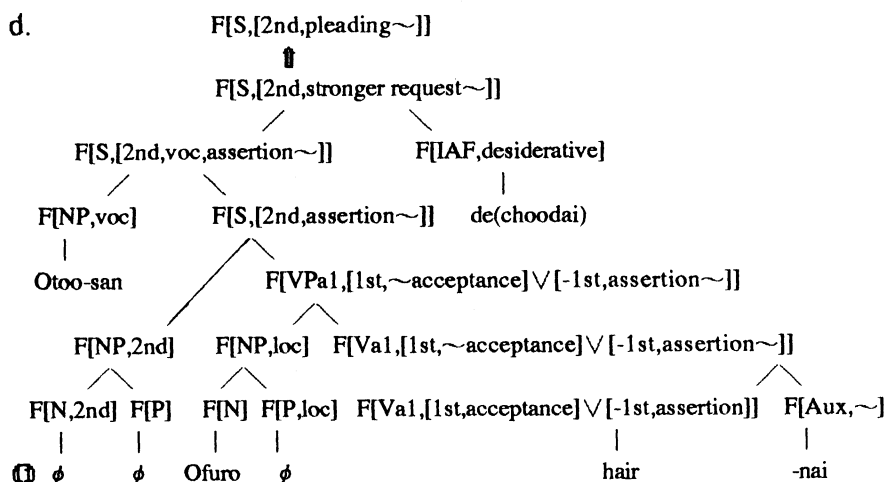 d. F[S,[2nd,pleading～]]
⇑
F[S,[2nd,stronger request～]]
F[S,[2nd,voc,assertion～]] F[IAF,desiderative]
F[NP,voc] F[S,[2nd,assertion～]] de(choodai)
Otoo-san F[VPa1,[1st,～acceptance]∨[-1st,assertion～]]
F[NP,2nd] F[NP,loc] F[Va1,[1st,～acceptance]∨[-1st,assertion～]]
F[N,2nd] F[P] F[N] F[P,loc] F[Va1,[1st,acceptance]∨[-1st,assertion]] F[Aux,～]
ϕ ϕ Ofuro ϕ hair -nai